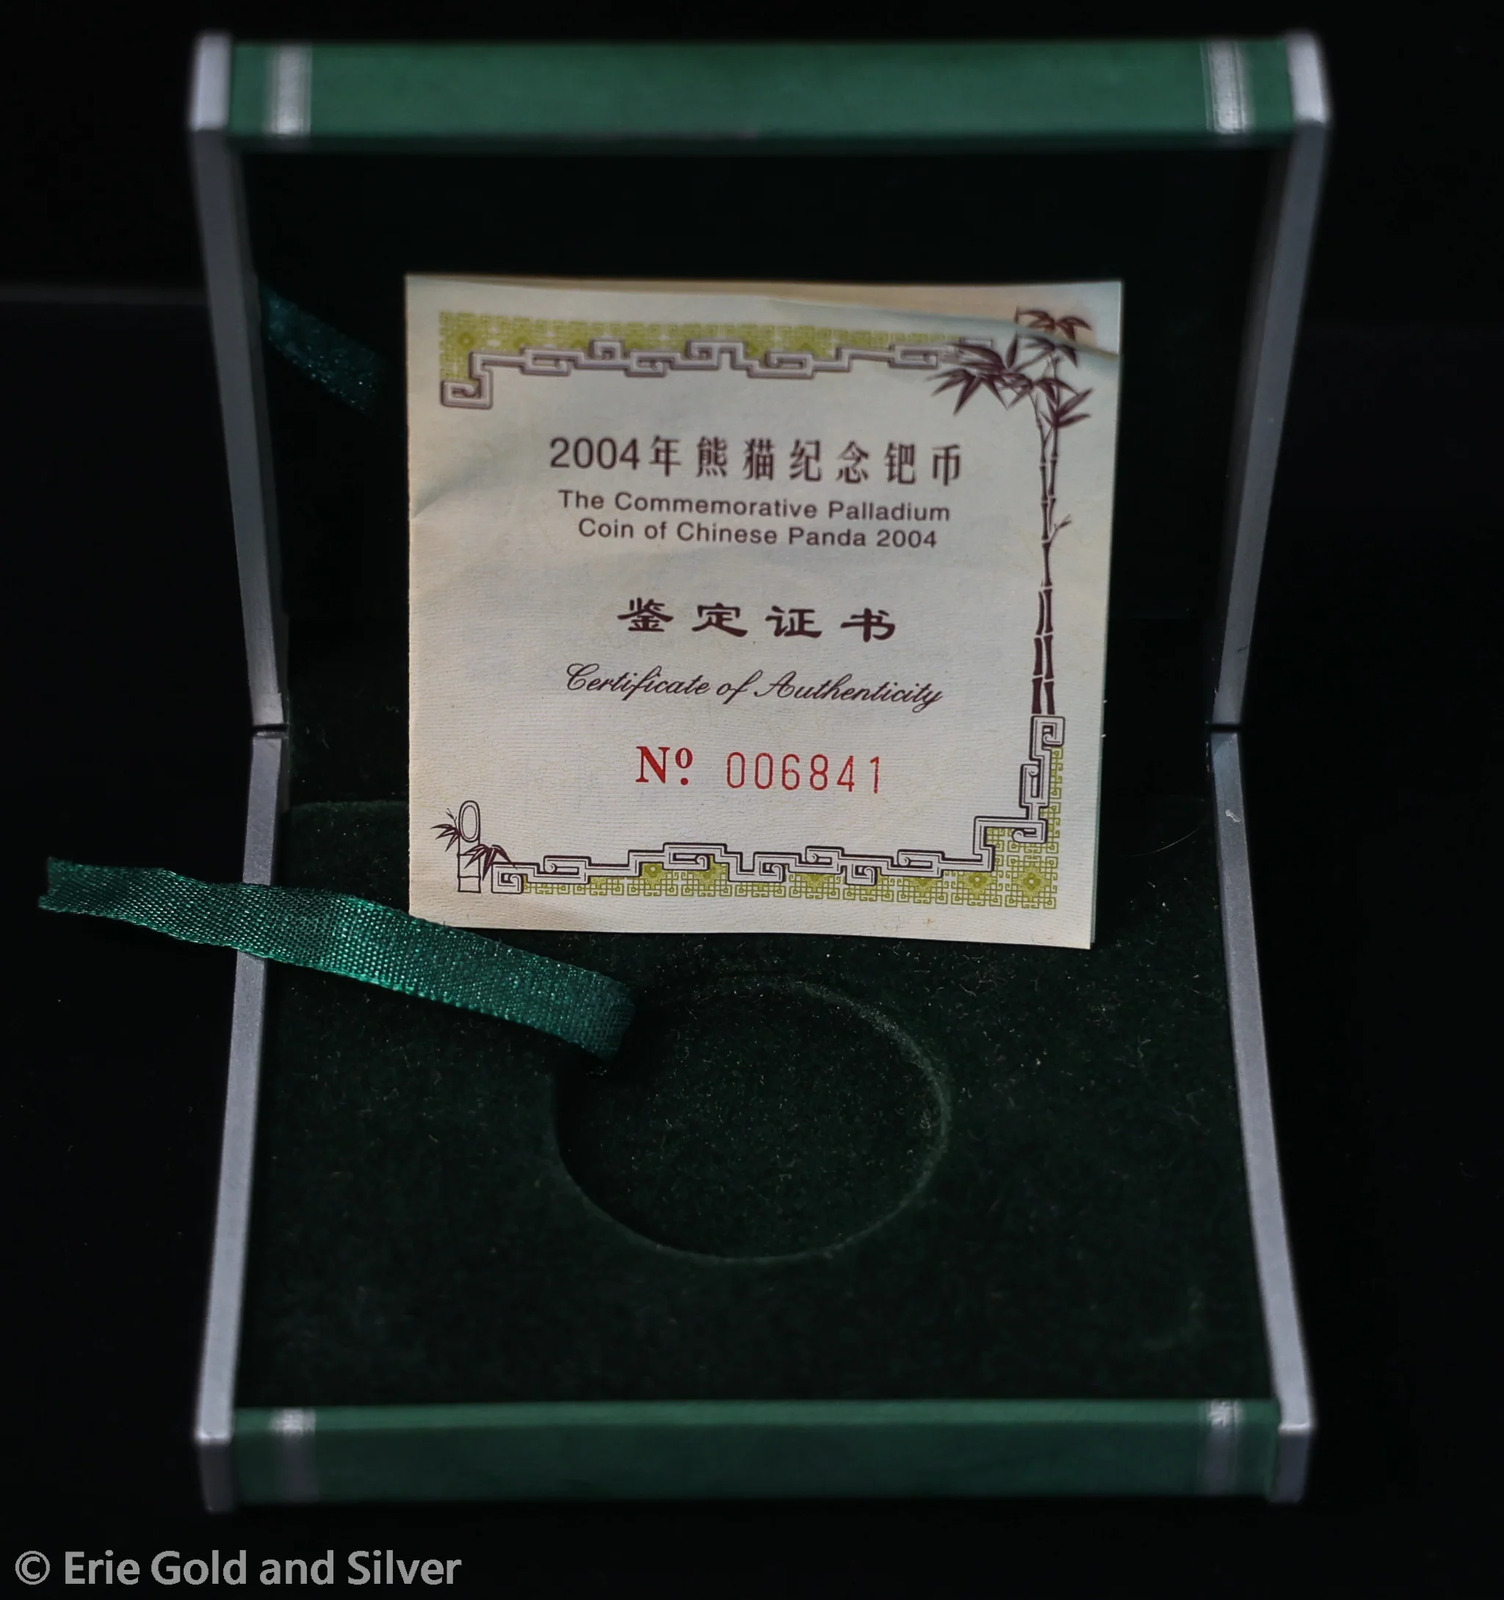 2004年熊猫纪念钯币
The Commemorative Palladium
Coin of Chinese Panda 2004
鉴定证书
Certificate of Authenticity
Nº 006841
© Erie Gold and Silver